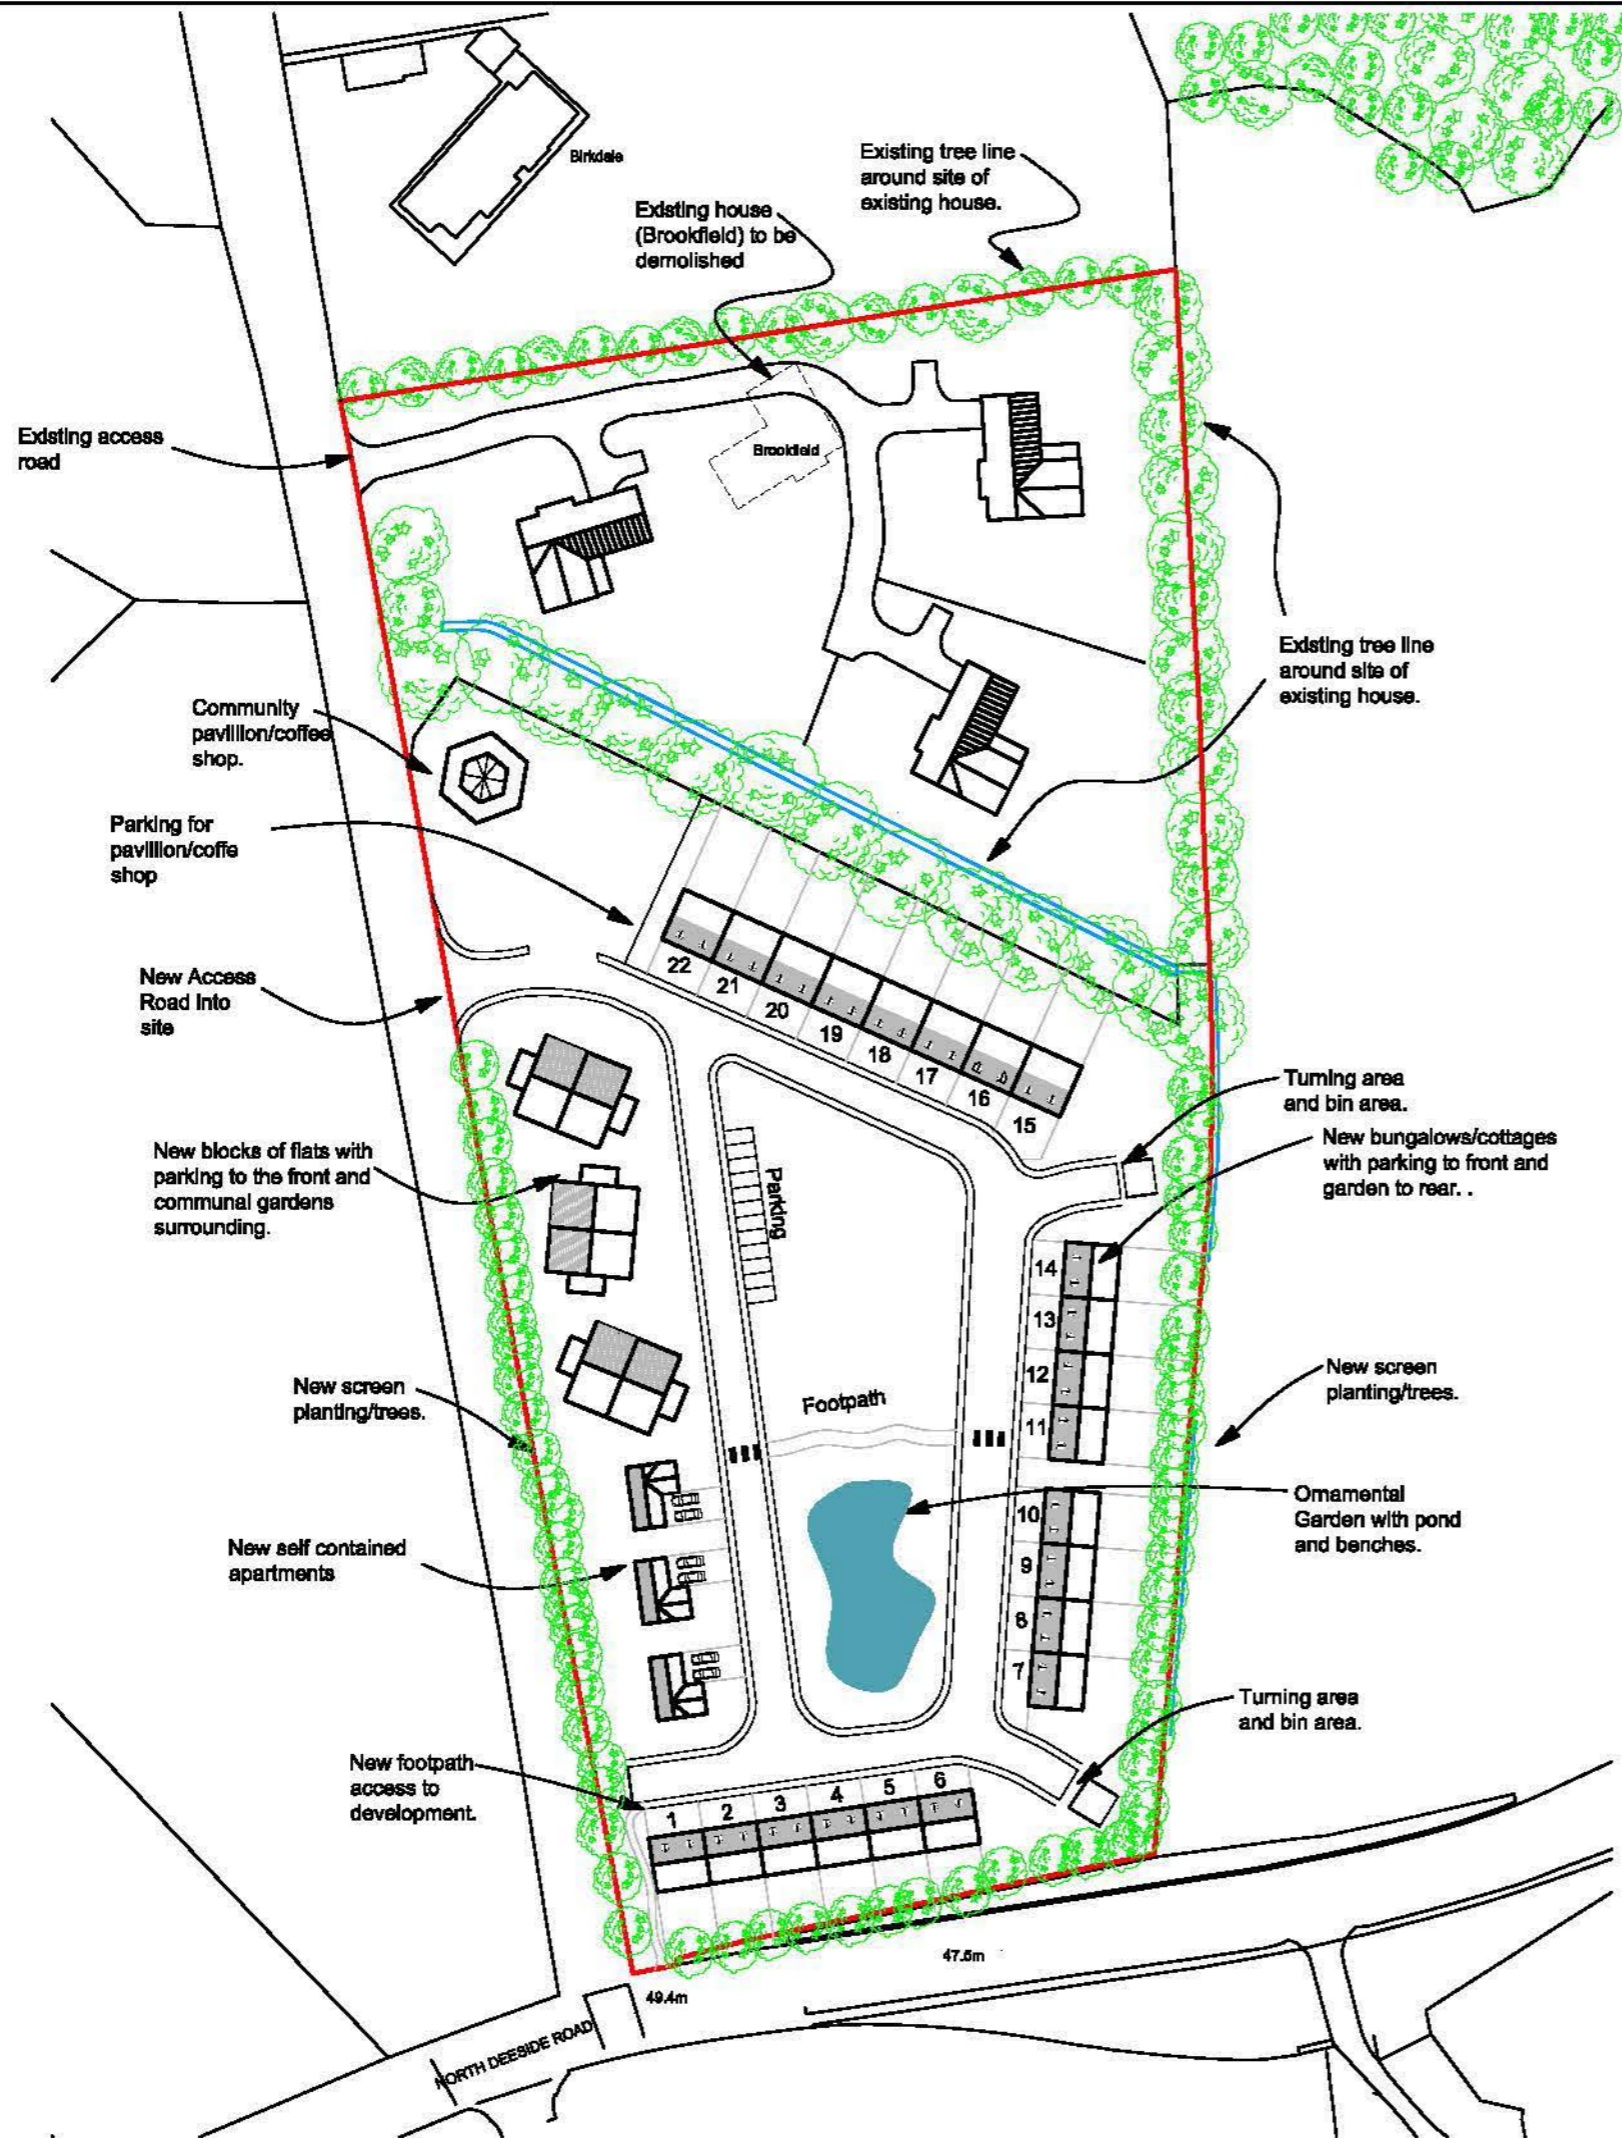 Birkdale
Existing tree line
around site of
existing house.
Existing house
(Brookfield) to be
demolished
Existing access
road
Brookfield
Existing tree line
around site of
existing house.
Community
pavillion/coffee
shop.
Parking for
pavillion/coffe
shop
New Access
Road into
site
22
21
20
19
18
17
16
15
Turning area
and bin area.
New bungalows/cottages
with parking to front and
garden to rear. .
New blocks of flats with
parking to the front and
communal gardens
surrounding.
Parking
14
13
12
11
New screen
planting/trees.
New screen
planting/trees.
Footpath
Ornamental
Garden with pond
and benches.
10
9
8
7
New self contained
apartments
Turning area
and bin area.
New footpath
access to
development.
1
2
3
4
5
6
47.6m
49.4m
NORTH DEESIDE ROAD